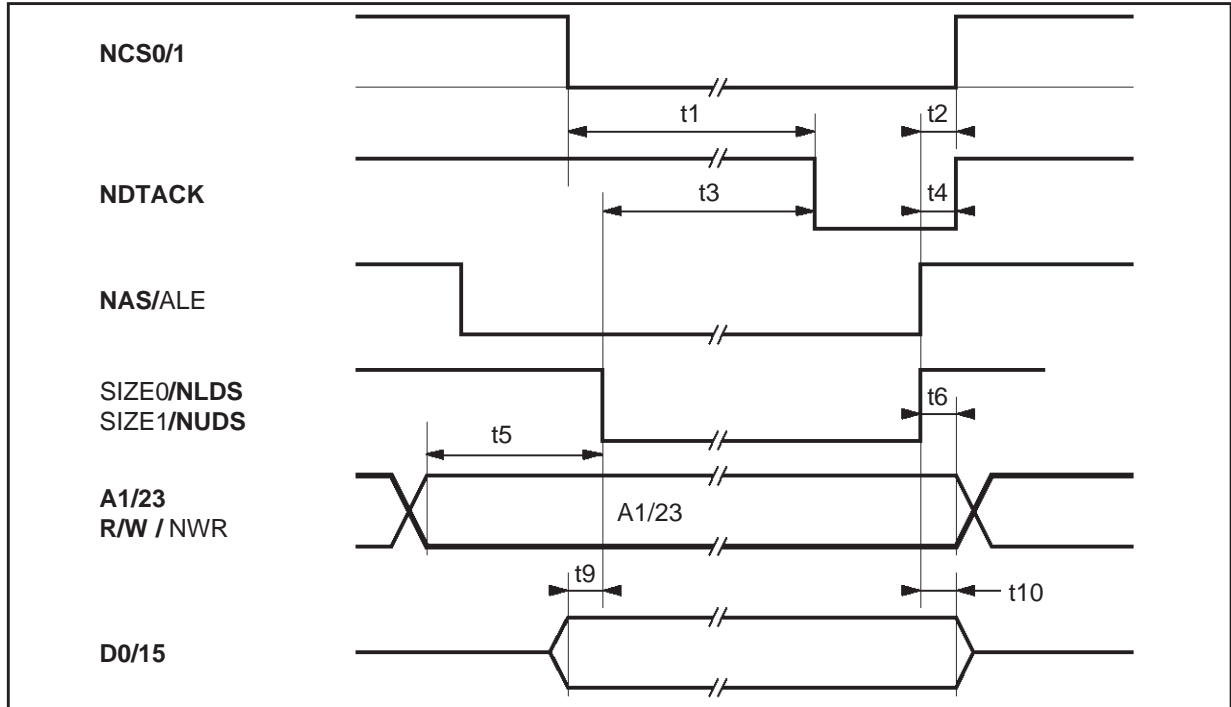 NCS0/1
t1
t2
NDTACK
t3
t4
NAS/ALE
SIZE0/NLDS
SIZE1/NUDS
t6
t5
A1/23
R/W / NWR
A1/23
t9
t10
D0/15